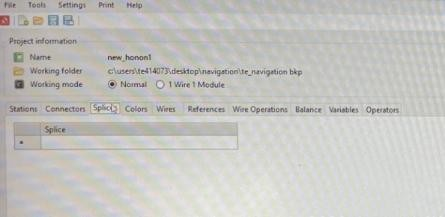 File Tools Settings Print Help
Project information
Name new_honon1
Working folder c:\users\te414073\desktop\navigation\te_navigation bkp
Working mode Normal 1 Wire 1 Module
Stations Connectors Splices Colors Wires References Wire Operations Balance Variables Operators
Splice